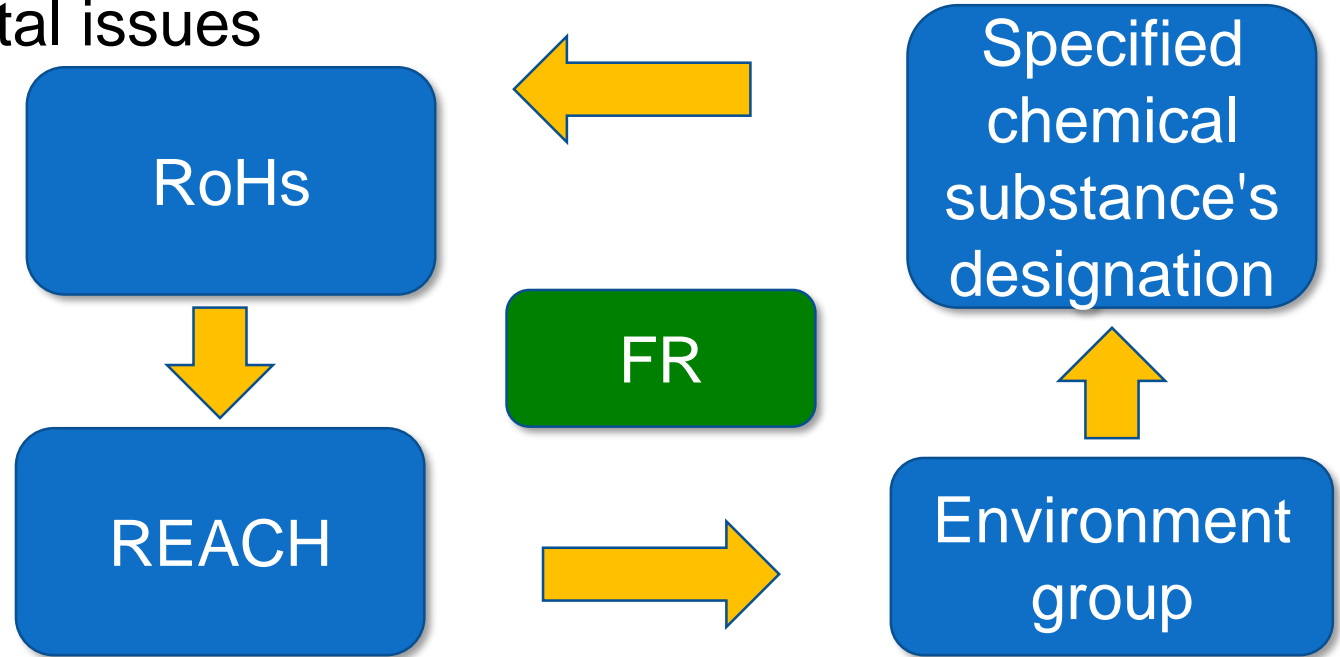 tal issues
RoHs
Specified
chemical
substance's
designation
FR
REACH
Environment
group